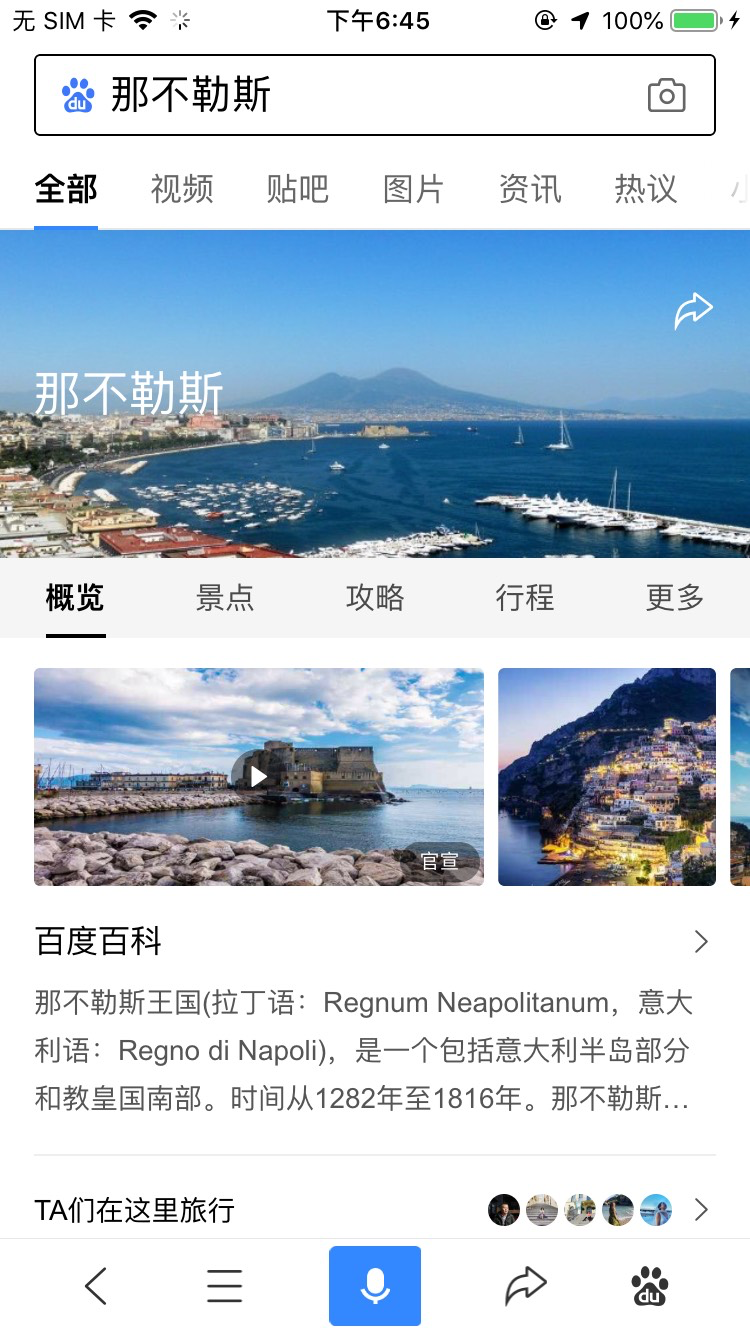 无 SIM 卡
下午6:45
100%
du 那不勒斯
全部 视频 贴吧 图片 资讯 热议
那不勒斯
概览 景点 攻略 行程 更多
官宣
百度百科
那不勒斯王国(拉丁语：Regnum Neapolitanum，意大
利语：Regno di Napoli)，是一个包括意大利半岛部分
和教皇国南部。时间从1282年至1816年。那不勒斯…
TA们在这里旅行
du